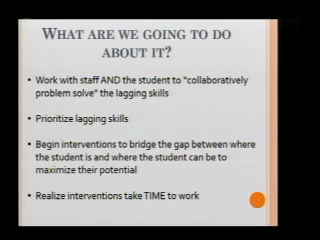 WHAT ARE WE GOING TO DO
ABOUT IT?
• Work with staff AND the student to "collaboratively
problem solve" the lagging skills
• Prioritize lagging skills
• Begin interventions to bridge the gap between where
the student is and where the student can be to
maximize their potential
• Realize interventions take TIME to work